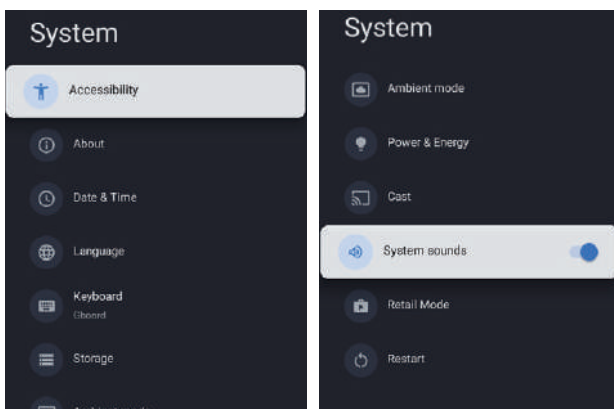 System
Accessibility
About
Date & Time
Language
Keyboard
Gboard
Storage
System
Ambient mode
Power & Energy
Cast
System sounds
Retail Mode
Restart